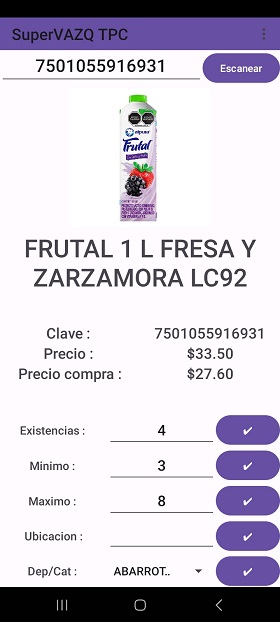 SuperVAZQ TPC
7501055916931 Escanear
alpura
Frutal
FRUTAL 1 L FRESA Y
ZARZAMORA LC92
Clave : 7501055916931
Precio : $33.50
Precio compra : $27.60
Existencias : 4 ✔
Minimo : 3 ✔
Maximo : 8 ✔
Ubicacion : ✔
Dep/Cat : ABARROT.. ✔